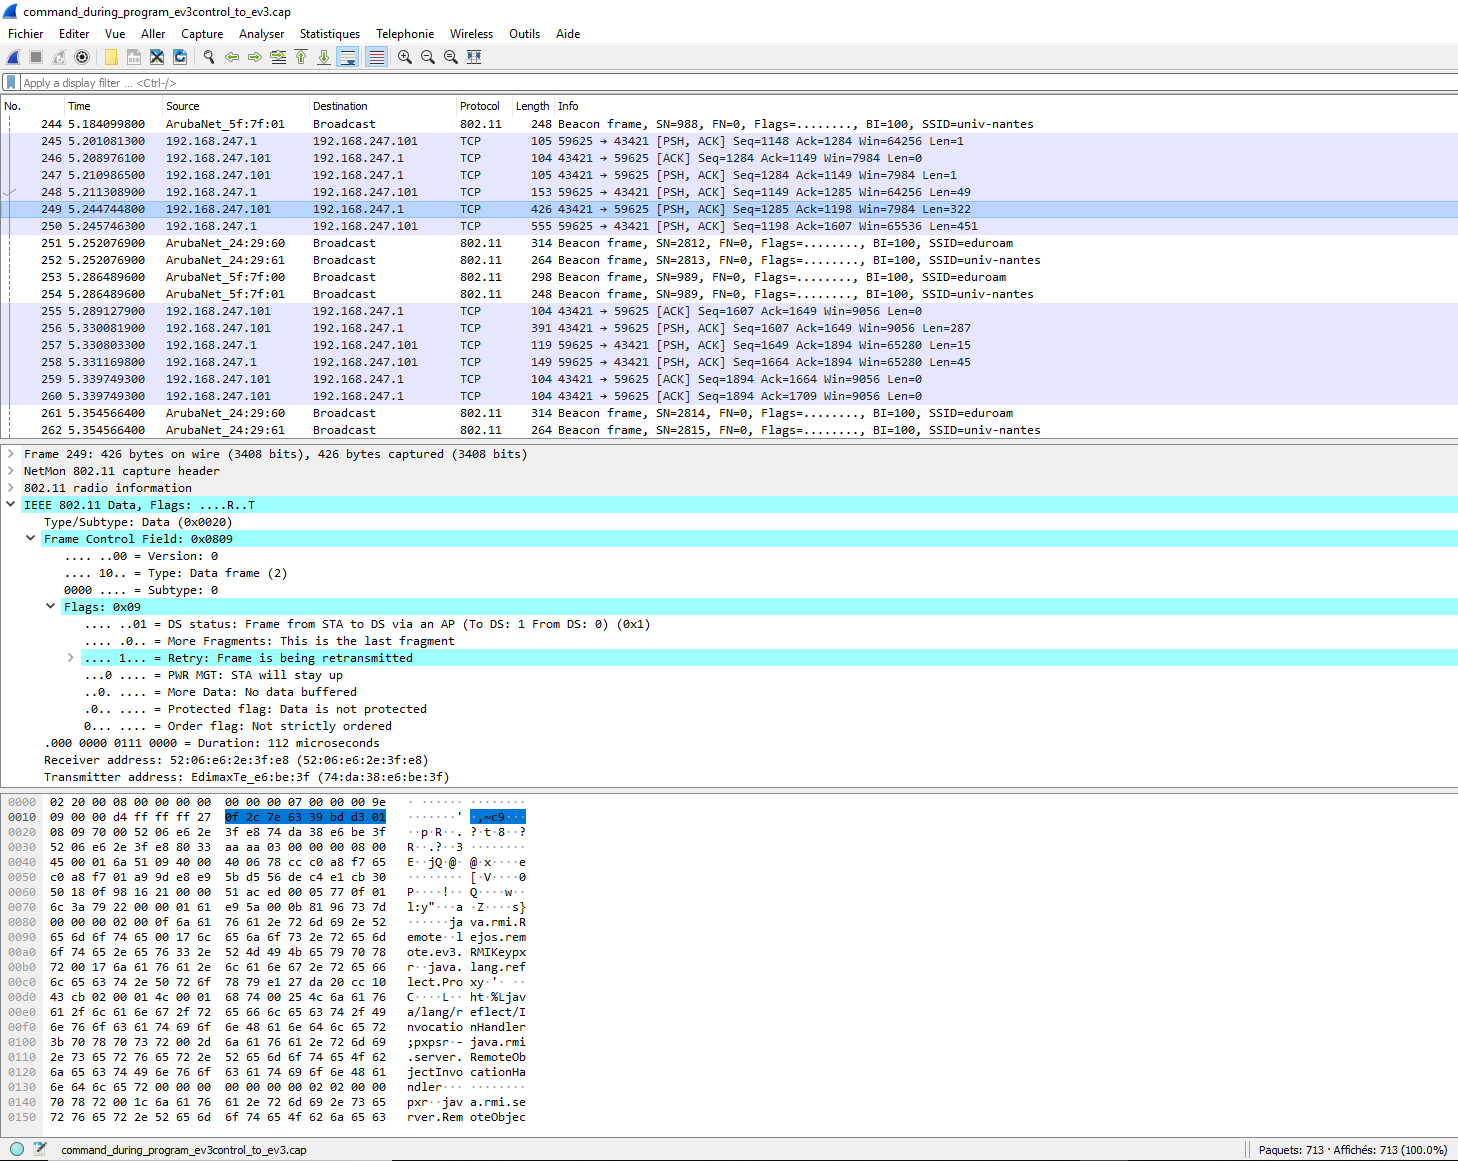 command_during_program_ev3control_to_ev3.cap
Fichier Editer Vue Aller Capture Analyser Statistiques Telephonie Wireless Outils Aide
Apply a display filter ... <Ctrl-/>
No. Time Source Destination Protocol Length Info
244 5.184099800 ArubaNet_5f:7f:01 Broadcast 802.11 248 Beacon frame, SN=988, FN=0, Flags=........, BI=100, SSID=univ-nantes
245 5.201081300 192.168.247.1 192.168.247.101 TCP 105 59625 → 43421 [PSH, ACK] Seq=1148 Ack=1284 Win=64256 Len=1
246 5.208976100 192.168.247.101 192.168.247.1 TCP 104 43421 → 59625 [ACK] Seq=1284 Ack=1149 Win=7984 Len=0
247 5.210986500 192.168.247.101 192.168.247.1 TCP 105 43421 → 59625 [PSH, ACK] Seq=1284 Ack=1149 Win=7984 Len=1
248 5.211308900 192.168.247.1 192.168.247.101 TCP 153 59625 → 43421 [PSH, ACK] Seq=1149 Ack=1285 Win=64256 Len=49
249 5.244744800 192.168.247.101 192.168.247.1 TCP 426 43421 → 59625 [PSH, ACK] Seq=1285 Ack=1198 Win=7984 Len=322
250 5.245746300 192.168.247.1 192.168.247.101 TCP 555 59625 → 43421 [PSH, ACK] Seq=1198 Ack=1607 Win=65536 Len=451
251 5.252076900 ArubaNet_24:29:60 Broadcast 802.11 314 Beacon frame, SN=2812, FN=0, Flags=........, BI=100, SSID=eduroam
252 5.252076900 ArubaNet_24:29:61 Broadcast 802.11 264 Beacon frame, SN=2813, FN=0, Flags=........, BI=100, SSID=univ-nantes
253 5.286489600 ArubaNet_5f:7f:00 Broadcast 802.11 298 Beacon frame, SN=989, FN=0, Flags=........, BI=100, SSID=eduroam
254 5.286489600 ArubaNet_5f:7f:01 Broadcast 802.11 248 Beacon frame, SN=989, FN=0, Flags=........, BI=100, SSID=univ-nantes
255 5.289127900 192.168.247.101 192.168.247.1 TCP 104 43421 → 59625 [ACK] Seq=1607 Ack=1649 Win=9056 Len=0
256 5.330081900 192.168.247.101 192.168.247.1 TCP 391 43421 → 59625 [PSH, ACK] Seq=1607 Ack=1649 Win=9056 Len=287
257 5.330803300 192.168.247.1 192.168.247.101 TCP 119 59625 → 43421 [PSH, ACK] Seq=1649 Ack=1894 Win=65280 Len=15
258 5.331169800 192.168.247.1 192.168.247.101 TCP 149 59625 → 43421 [PSH, ACK] Seq=1664 Ack=1894 Win=65280 Len=45
259 5.339749300 192.168.247.101 192.168.247.1 TCP 104 43421 → 59625 [ACK] Seq=1894 Ack=1664 Win=9056 Len=0
260 5.339749300 192.168.247.101 192.168.247.1 TCP 104 43421 → 59625 [ACK] Seq=1894 Ack=1709 Win=9056 Len=0
261 5.354566400 ArubaNet_24:29:60 Broadcast 802.11 314 Beacon frame, SN=2814, FN=0, Flags=........, BI=100, SSID=eduroam
262 5.354566400 ArubaNet_24:29:61 Broadcast 802.11 264 Beacon frame, SN=2815, FN=0, Flags=........, BI=100, SSID=univ-nantes
Frame 249: 426 bytes on wire (3408 bits), 426 bytes captured (3408 bits)
NetMon 802.11 capture header
802.11 radio information
IEEE 802.11 Data, Flags: ....R..T
Type/Subtype: Data (0x0020)
Frame Control Field: 0x0809
.... ..00 = Version: 0
.... 10.. = Type: Data frame (2)
0000 .... = Subtype: 0
Flags: 0x09
.... ..01 = DS status: Frame from STA to DS via an AP (To DS: 1 From DS: 0) (0x1)
.... .0.. = More Fragments: This is the last fragment
.... 1... = Retry: Frame is being retransmitted
...0 .... = PWR MGT: STA will stay up
..0. .... = More Data: No data buffered
.0.. .... = Protected flag: Data is not protected
0... .... = Order flag: Not strictly ordered
.000 0000 0111 0000 = Duration: 112 microseconds
Receiver address: 52:06:e6:2e:3f:e8 (52:06:e6:2e:3f:e8)
Transmitter address: EdimaxTe_e6:be:3f (74:da:38:e6:be:3f)
0000 02 20 00 08 00 00 00 00 00 00 00 07 00 00 00 9e · ······ ········
0010 09 00 00 d4 ff ff ff 27 0f 2c 7e 63 39 bd d3 01 ·······' ·,~c9···
0020 08 09 70 00 52 06 e6 2e 3f e8 74 da 38 e6 be 3f ··p·R··. ?·t·8··?
0030 52 06 e6 2e 3f e8 80 33 aa aa 03 00 00 00 08 00 R··.?··3 ········
0040 45 00 01 6a 51 09 40 00 40 06 78 cc c0 a8 f7 65 E··jQ·@· @·x····e
0050 c0 a8 f7 01 a9 9d e8 e9 5b d5 56 de c4 e1 cb 30 ········ [·V····0
0060 50 18 0f 98 16 21 00 00 51 ac ed 00 05 77 0f 01 P····!·· Q····w··
0070 6c 3a 79 22 00 00 01 61 e9 5a 00 0b 81 96 73 7d l:y"···a ·Z····s}
0080 00 00 00 02 00 0f 6a 61 76 61 2e 72 6d 69 2e 52 ······ja va.rmi.R
0090 65 6d 6f 74 65 00 17 6c 65 6a 6f 73 2e 72 65 6d emote··l ejos.rem
00a0 6f 74 65 2e 65 76 33 2e 52 4d 49 4b 65 79 70 78 ote.ev3. RMIKeypx
00b0 72 00 17 6a 61 76 61 2e 6c 61 6e 67 2e 72 65 66 r··java. lang.ref
00c0 6c 65 63 74 2e 50 72 6f 78 79 e1 27 da 20 cc 10 lect.Pro xy·'· ··
00d0 43 cb 02 00 01 4c 00 01 68 74 00 25 4c 6a 61 76 C····L·· ht·%Ljav
00e0 61 2f 6c 61 6e 67 2f 72 65 66 6c 65 63 74 2f 49 a/lang/r eflect/I
00f0 6e 76 6f 63 61 74 69 6f 6e 48 61 6e 64 6c 65 72 nvocatio nHandler
0100 3b 70 78 70 73 72 00 2d 6a 61 76 61 2e 72 6d 69 ;pxpsr·- java.rmi
0110 2e 73 65 72 76 65 72 2e 52 65 6d 6f 74 65 4f 62 .server. RemoteOb
0120 6a 65 63 74 49 6e 76 6f 63 61 74 69 6f 6e 48 61 jectInvo cationHa
0130 6e 64 6c 65 72 00 00 00 00 00 00 00 02 02 00 00 ndler··· ········
0140 70 78 72 00 1c 6a 61 76 61 2e 72 6d 69 2e 73 65 pxr··jav a.rmi.se
0150 72 76 65 72 2e 52 65 6d 6f 74 65 4f 62 6a 65 63 rver.Rem oteObjec
command_during_program_ev3control_to_ev3.cap Paquets: 713 · Affichés: 713 (100.0%)